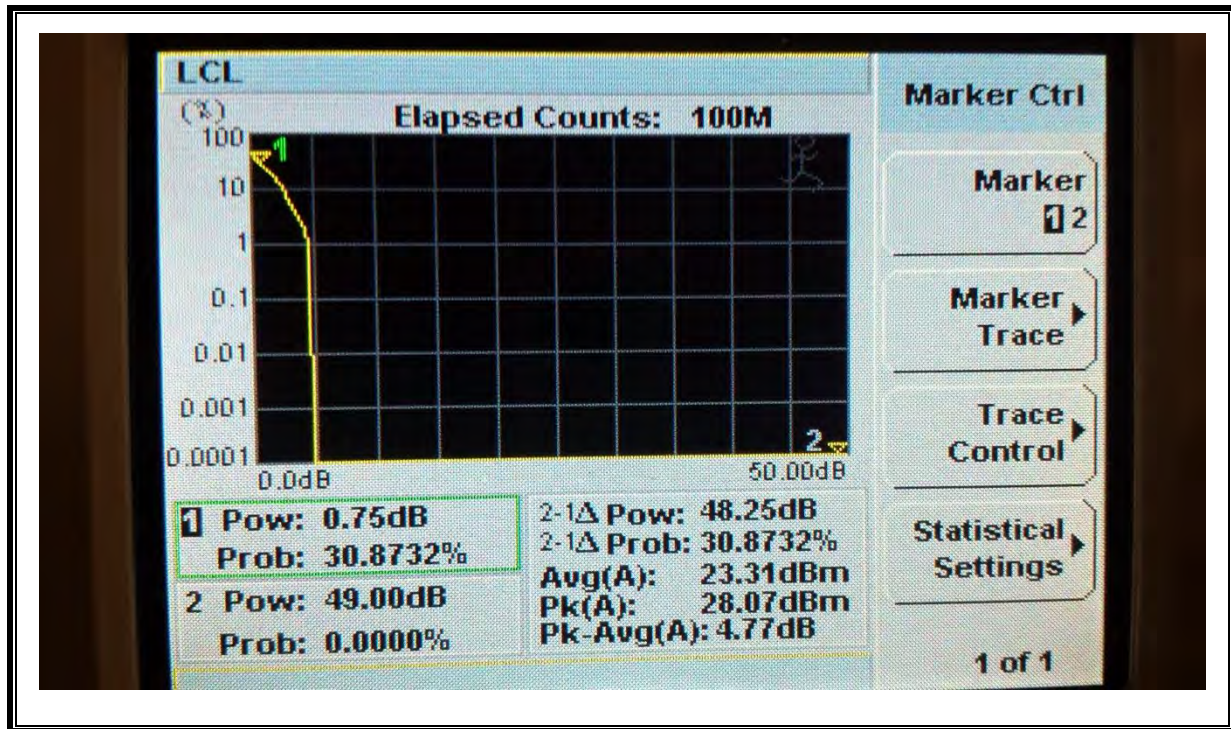 LCL
(%)
Elapsed Counts: 100M
100
10
1
0.1
0.01
0.001
0.0001
1
2
0.0dB
50.00dB
1 Pow: 0.75dB
Prob: 30.8732%
2 Pow: 49.00dB
Prob: 0.0000%
2-1Δ Pow: 48.25dB
2-1Δ Prob: 30.8732%
Avg(A): 23.31dBm
Pk(A): 28.07dBm
Pk-Avg(A): 4.77dB
Marker Ctrl
Marker
1 2
Marker
Trace
Trace
Control
Statistical
Settings
1 of 1